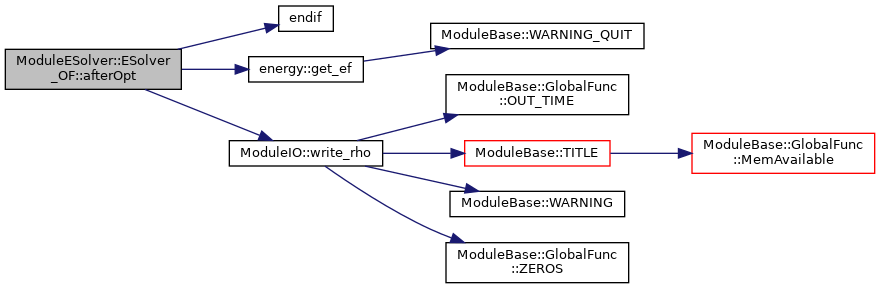 endif
ModuleESolver::ESolver
_OF::afterOpt
energy::get_ef
ModuleBase::WARNING_QUIT
ModuleIO::write_rho
ModuleBase::GlobalFunc
::OUT_TIME
ModuleBase::TITLE
ModuleBase::GlobalFunc
::MemAvailable
ModuleBase::WARNING
ModuleBase::GlobalFunc
::ZEROS